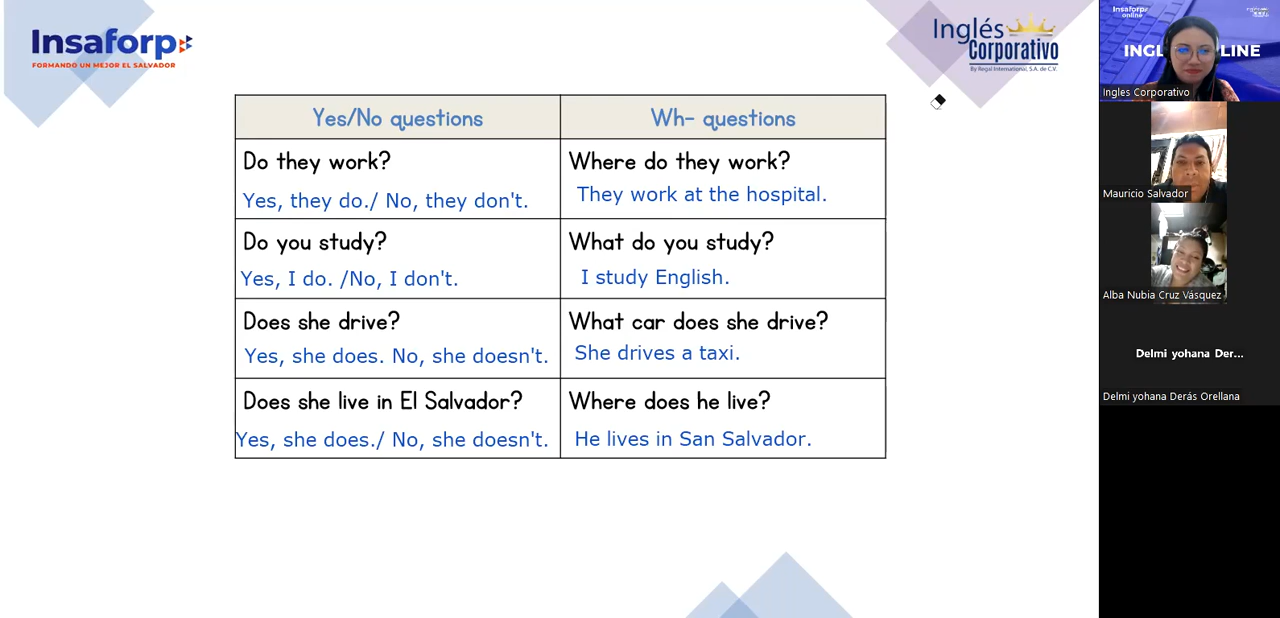 Insaforp
FORMANDO UN MEJOR EL SALVADOR
Inglés
Corporativo
By Regal International, S.A. de C.V.
Yes/No questions
Wh- questions
Do they work?
Yes, they do./ No, they don't.
Where do they work?
They work at the hospital.
Do you study?
Yes, I do. /No, I don't.
What do you study?
I study English.
Does she drive?
Yes, she does. No, she doesn't.
What car does she drive?
She drives a taxi.
Does she live in El Salvador?
Yes, she does./ No, she doesn't.
Where does he live?
He lives in San Salvador.
Insaforp
online
INGL LINE
Ingles Corporativo
Mauricio Salvador
Alba Nubia Cruz Vásquez
Delmi yohana Der...
Delmi yohana Derás Orellana